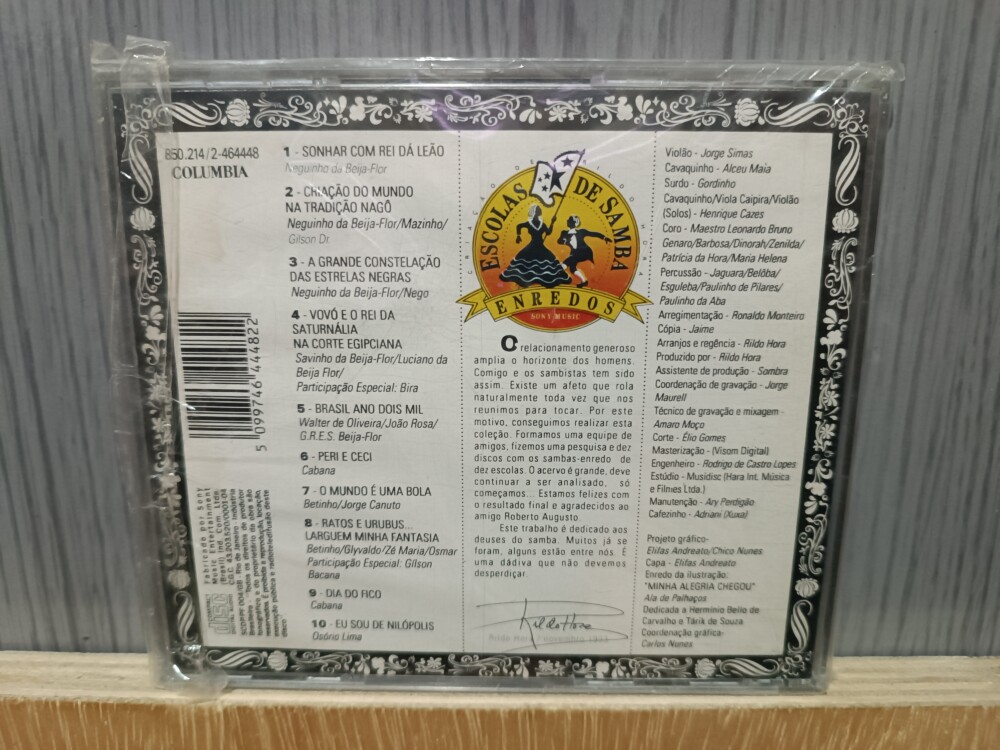 850.214/2-464448
COLUMBIA
1 - SONHAR COM REI DÁ LEÃO
Neguinho da Beija-Flor
2 - CRIAÇÃO DO MUNDO
NA TRADIÇÃO NAGÔ
Neguinho da Beija-Flor/Mazinho/
Gilson Dr.
3 - A GRANDE CONSTELAÇÃO
DAS ESTRELAS NEGRAS
Neguinho da Beija-Flor/Nego
4 - VOVÓ E O REI DA
SATURNÁLIA
NA CORTE EGIPCIANA
Savinho da Beija-Flor/Luciano da
Beija Flor/
Participação Especial: Bira
5 - BRASIL ANO DOIS MIL
Walter de Oliveira/João Rosa/
G.R.E.S. Beija-Flor
6 - PERI E CECI
Cabana
7 - O MUNDO É UMA BOLA
Betinho/Jorge Canuto
8 - RATOS E URUBUS...
LARGUEM MINHA FANTASIA
Betinho/Glyvaldo/Zé Maria/Osmar
Participação Especial: Gílson
Bacana
9 - DIA DO FICO
Cabana
10 - EU SOU DE NILÓPOLIS
Osório Lima
5 099746 444822
Fabricado por Sony
Music Entertainment
(Brasil) Ind. Com. Ltda.
ESCOLAS DE SAMBA
ENREDOS
SONY MUSIC
O relacionamento generoso
amplia o horizonte dos homens.
Comigo e os sambistas tem sido
assim. Existe um afeto que rola
naturalmente toda vez que nos
reunimos para tocar. Por este
motivo, conseguimos realizar esta
coleção. Formamos uma equipe de
amigos, fizemos uma pesquisa e dez
discos com os sambas-enredo de
dez escolas. O acervo é grande, deve
continuar a ser analisado, só
começamos... Estamos felizes com
o resultado final e agradecidos ao
amigo Roberto Augusto.
Este trabalho é dedicado aos
deuses do samba. Muitos já se
foram, alguns estão entre nós. É
uma dádiva que não devemos
desperdiçar.
Rildo Hora
Rildo Hora / novembro 1993
Violão - Jorge Simas
Cavaquinho - Alceu Maia
Surdo - Gordinho
Cavaquinho/Viola Caipira/Violão
(Solos) - Henrique Cazes
Coro - Maestro Leonardo Bruno
Genaro/Barbosa/Dinorah/Zenilda/
Patrícia da Hora/Maria Helena
Percussão - Jaguara/Belôba/
Esguleba/Paulinho de Pilares/
Paulinho da Aba
Arregimentação - Ronaldo Monteiro
Cópia - Jaime
Arranjos e regência - Rildo Hora
Produzido por - Rildo Hora
Assistente de produção - Sombra
Coordenação de gravação - Jorge
Maurell
Técnico de gravação e mixagem -
Amaro Moço
Corte - Élio Gomes
Masterização - (Visom Digital)
Engenheiro - Rodrigo de Castro Lopes
Estúdio - Musidisc (Hara Int. Música
e Filmes Ltda.)
Manutenção - Ary Perdigão
Cafezinho - Adriani (Xuxa)
Projeto gráfico-
Elifas Andreato/Chico Nunes
Capa - Elifas Andreato
Enredo da ilustração:
"MINHA ALEGRIA CHEGOU"
Ala de Palhaços
Dedicada a Hermínio Bello de
Carvalho e Tárik de Souza
Coordenação gráfica-
Carlos Nunes